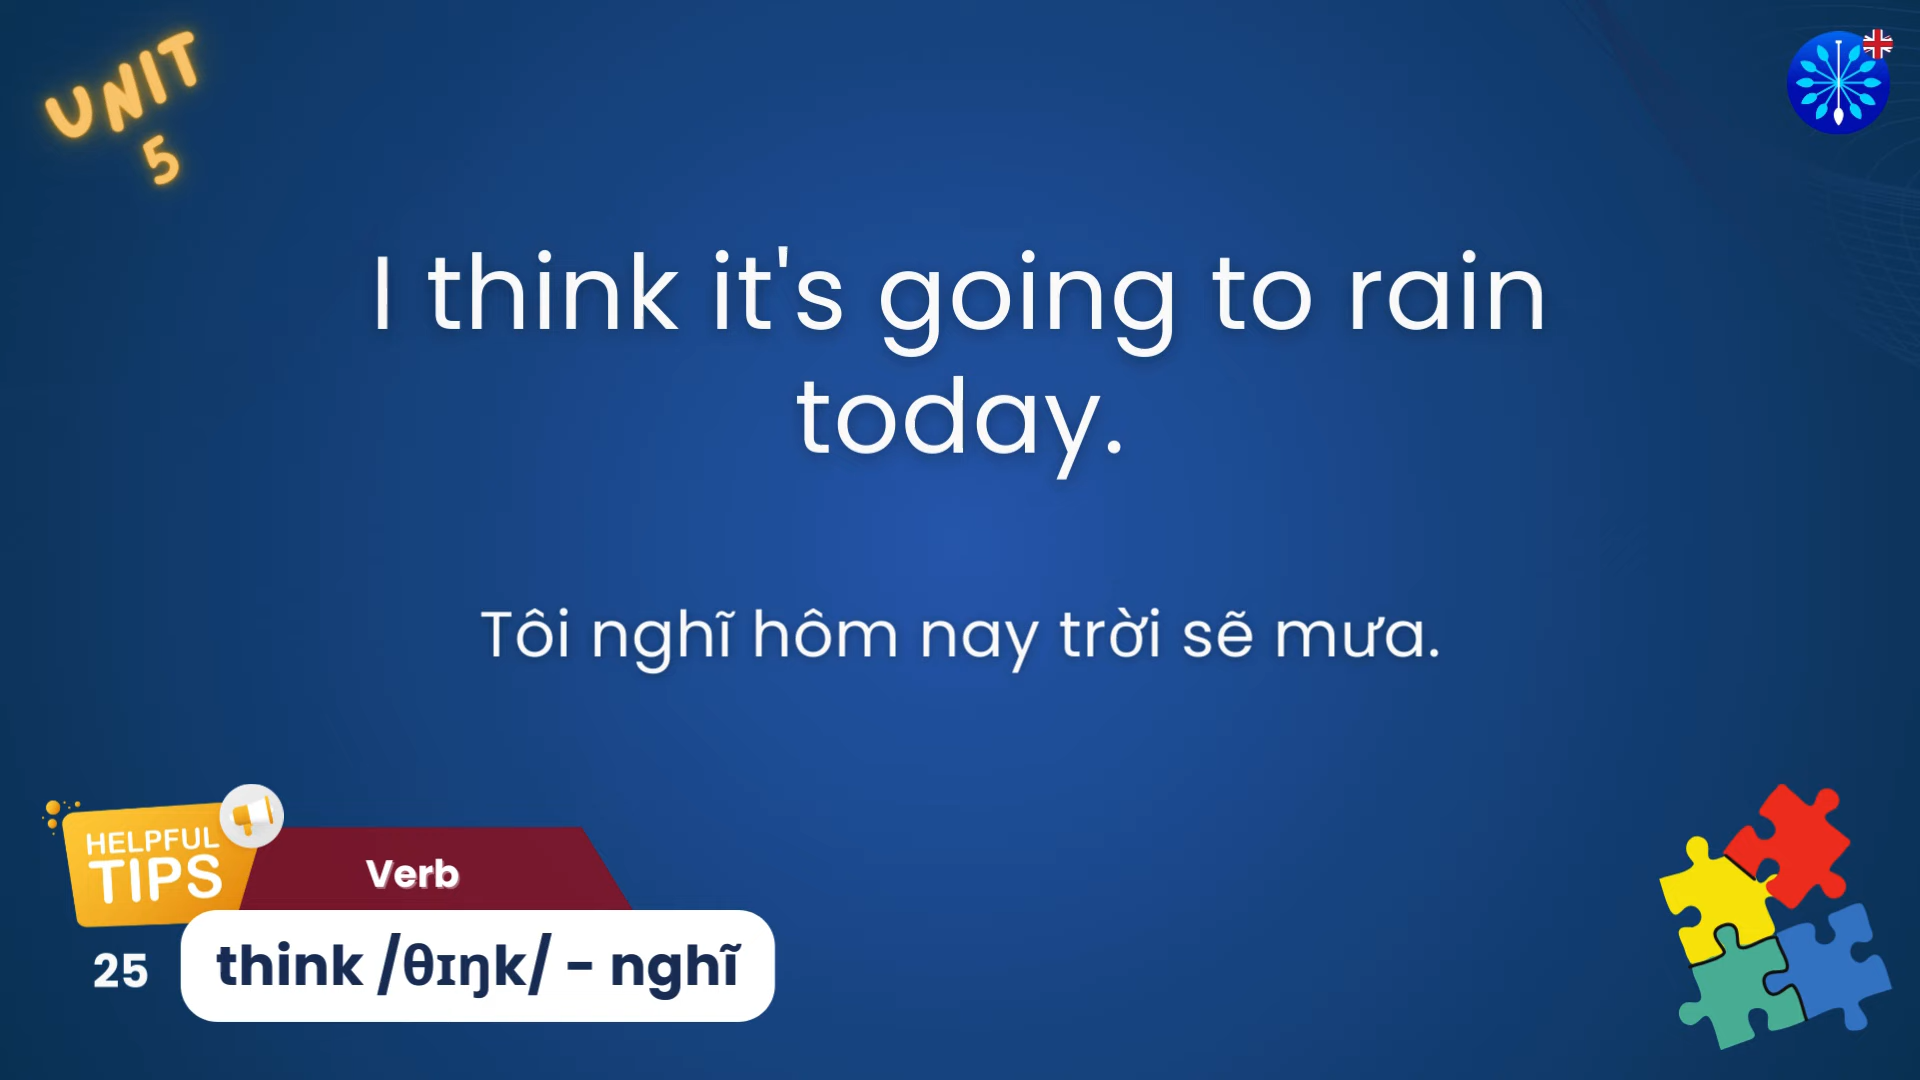 UNIT
5
I think it's going to rain
today.
Tôi nghĩ hôm nay trời sẽ mưa.
HELPFUL
TIPS
Verb
25
think /θɪŋk/ - nghĩ